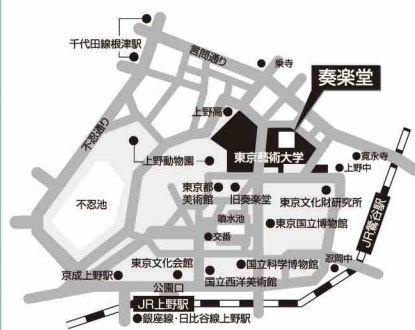 千代田線根津駅
言問通り
乗寺
奏楽堂
上野高
不忍通り
上野動物園
東京藝術大学
寛永寺
上野中
東京都
美術館
旧奏楽堂
東京文化財研究所
不忍池
噴水池
東京国立博物館
JR鶯谷駅
交番
忍岡中
京成上野駅
東京文化会館
国立科学博物館
公園口
国立西洋美術館
JR上野駅
銀座線・日比谷線上野駅